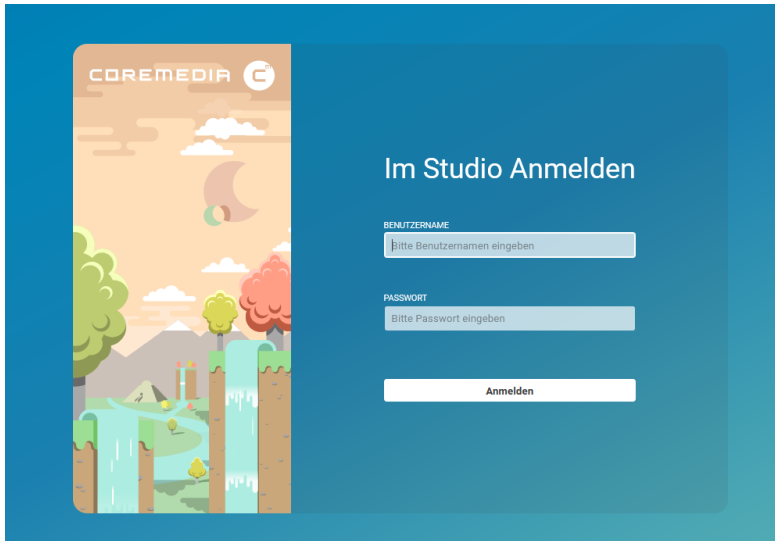 COREMEDIA
Im Studio Anmelden
BENUTZERNAME
Bitte Benutzernamen eingeben
PASSWORT
Bitte Passwort eingeben
Anmelden